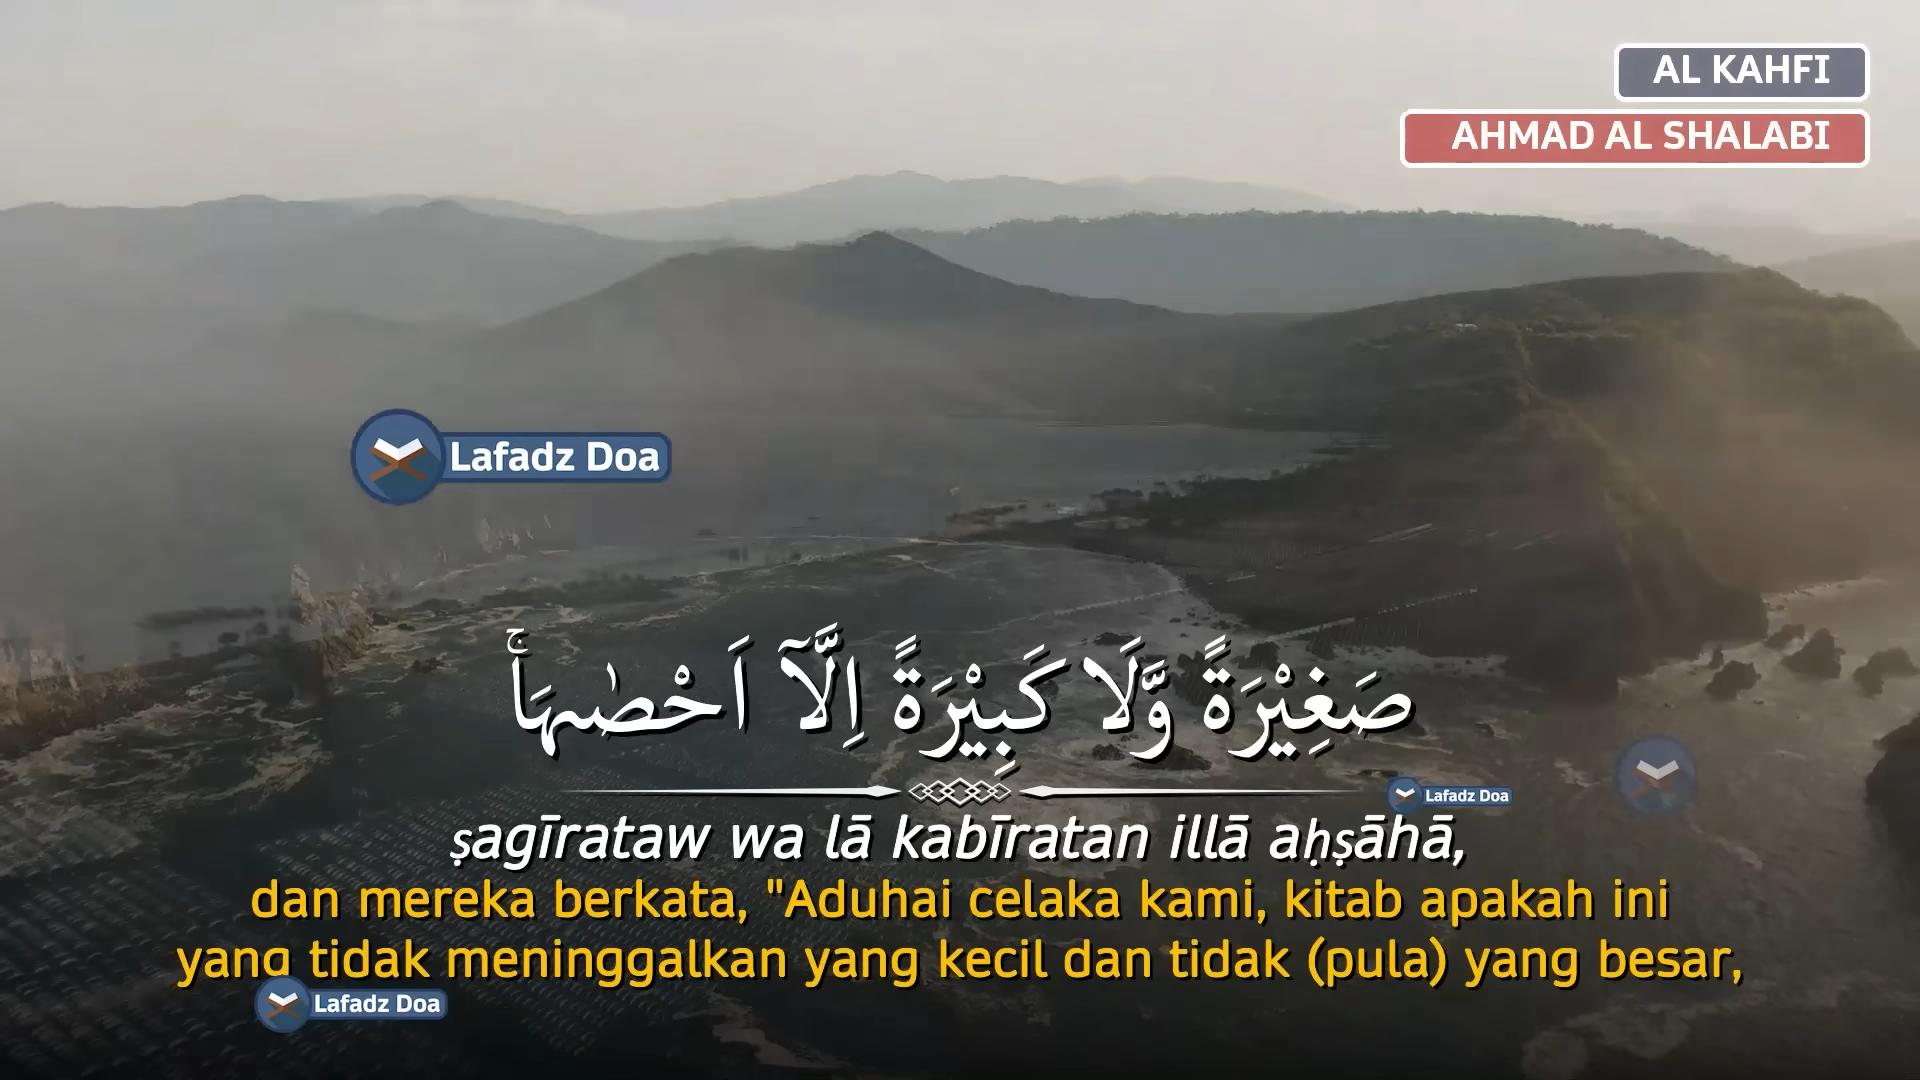 AL KAHFI
AHMAD AL SHALABI
Lafadz Doa
صَغِيْرَةً وَّلَا كَبِيْرَةً اِلَّآ اَحْصٰىهَاۚ
Lafadz Doa
ṣagīrataw wa lā kabīratan illā aḥṣāhā,
dan mereka berkata, "Aduhai celaka kami, kitab apakah ini
yang tidak meninggalkan yang kecil dan tidak (pula) yang besar,
Lafadz Doa